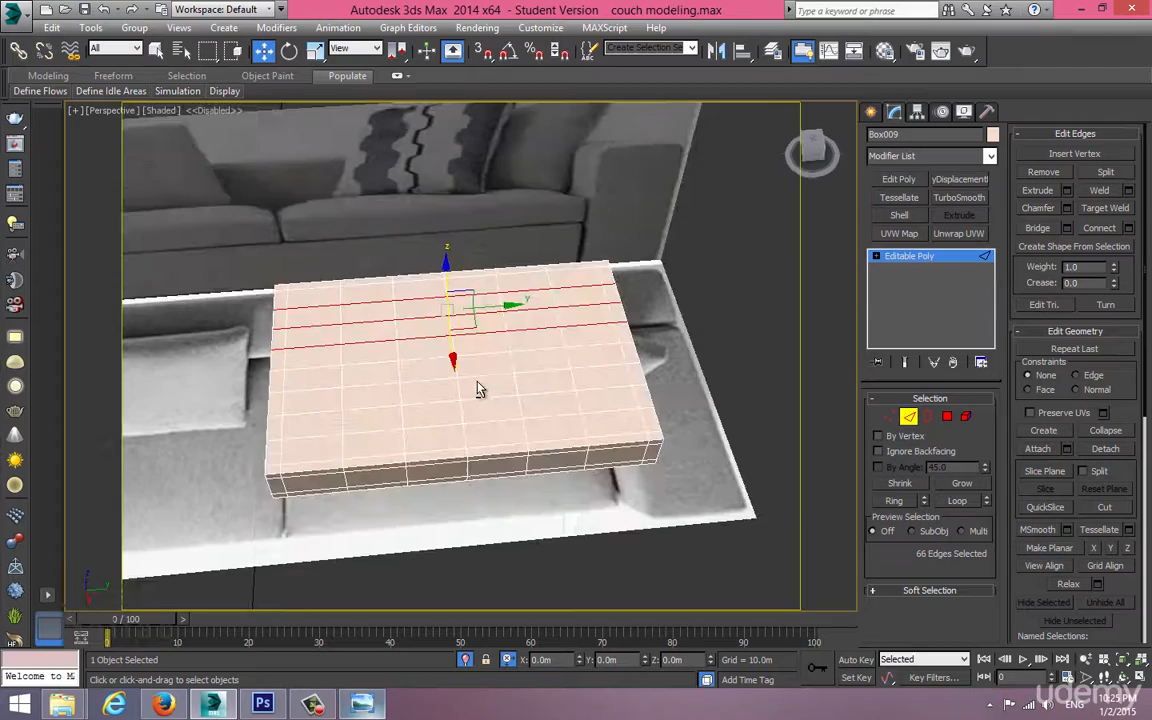 Workspace: Default
Autodesk 3ds Max 2014 x64 - Student Version couch modeling.max
Type a keyword or phrase
Edit Tools Group Views Create Modifiers Animation Graph Editors Rendering Customize MAXScript Help
All View Create Selection Se
Modeling Freeform Selection Object Paint Populate
Define Flows Define Idle Areas Simulation Display
[+] [Perspective] [Shaded] <<Disabled>>
Box009
Modifier List
Edit Poly yDisplacement
Tessellate TurboSmooth
Shell Extrude
UVW Map Unwrap UVW
Editable Poly
Selection
By Vertex
Ignore Backfacing
By Angle: 45.0
Shrink Grow
Ring Loop
Preview Selection
Off SubObj Multi
66 Edges Selected
Soft Selection
Edit Edges
Insert Vertex
Remove Split
Extrude Weld
Chamfer Target Weld
Bridge Connect
Create Shape From Selection
Weight: 1.0
Crease: 0.0
Edit Tri. Turn
Edit Geometry
Repeat Last
Constraints
None Edge
Face Normal
Preserve UVs
Create Collapse
Attach Detach
Slice Plane Split
Slice Reset Plane
QuickSlice Cut
MSmooth Tessellate
Make Planar X Y Z
View Align Grid Align
Relax
Hide Selected Unhide All
Hide Unselected
Named Selections:
z
y
0 / 100
0 10 20 30 40 50 60 70 80 90 100
Welcome to M
1 Object Selected
Click or click-and-drag to select objects
X: 0.0m Y: 0.0m Z: 0.0m Grid = 10.0m
Add Time Tag
Auto Key Selected
Set Key Key Filters...
0
udemy
ENG
10:25 PM
1/2/2015